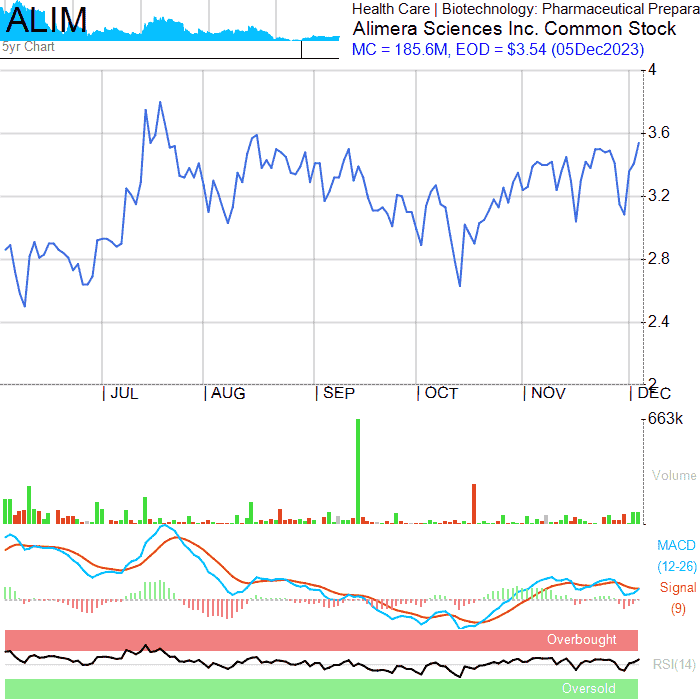 ALIM
5yr Chart
Health Care | Biotechnology: Pharmaceutical Prepara
Alimera Sciences Inc. Common Stock
MC = 185.6M, EOD = $3.54 (05Dec2023)
4
3.6
3.2
2.8
2.4
2
| JUL | AUG | SEP | OCT | NOV | DEC
663k
Volume
MACD
(12-26)
Signal
(9)
Overbought
RSI(14)
Oversold